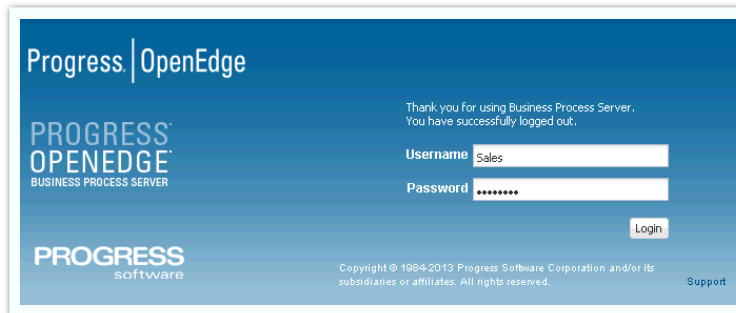 Progress. OpenEdge
Thank you for using Business Process Server.
You have successfully logged out.
PROGRESS
OPENEDGE
BUSINESS PROCESS SERVER
Username Sales
Password ••••••••
Login
PROGRESS
software
Copyright © 1984-2013 Progress Software Corporation and/or its
subsidiaries or affiliates. All rights reserved.
Support